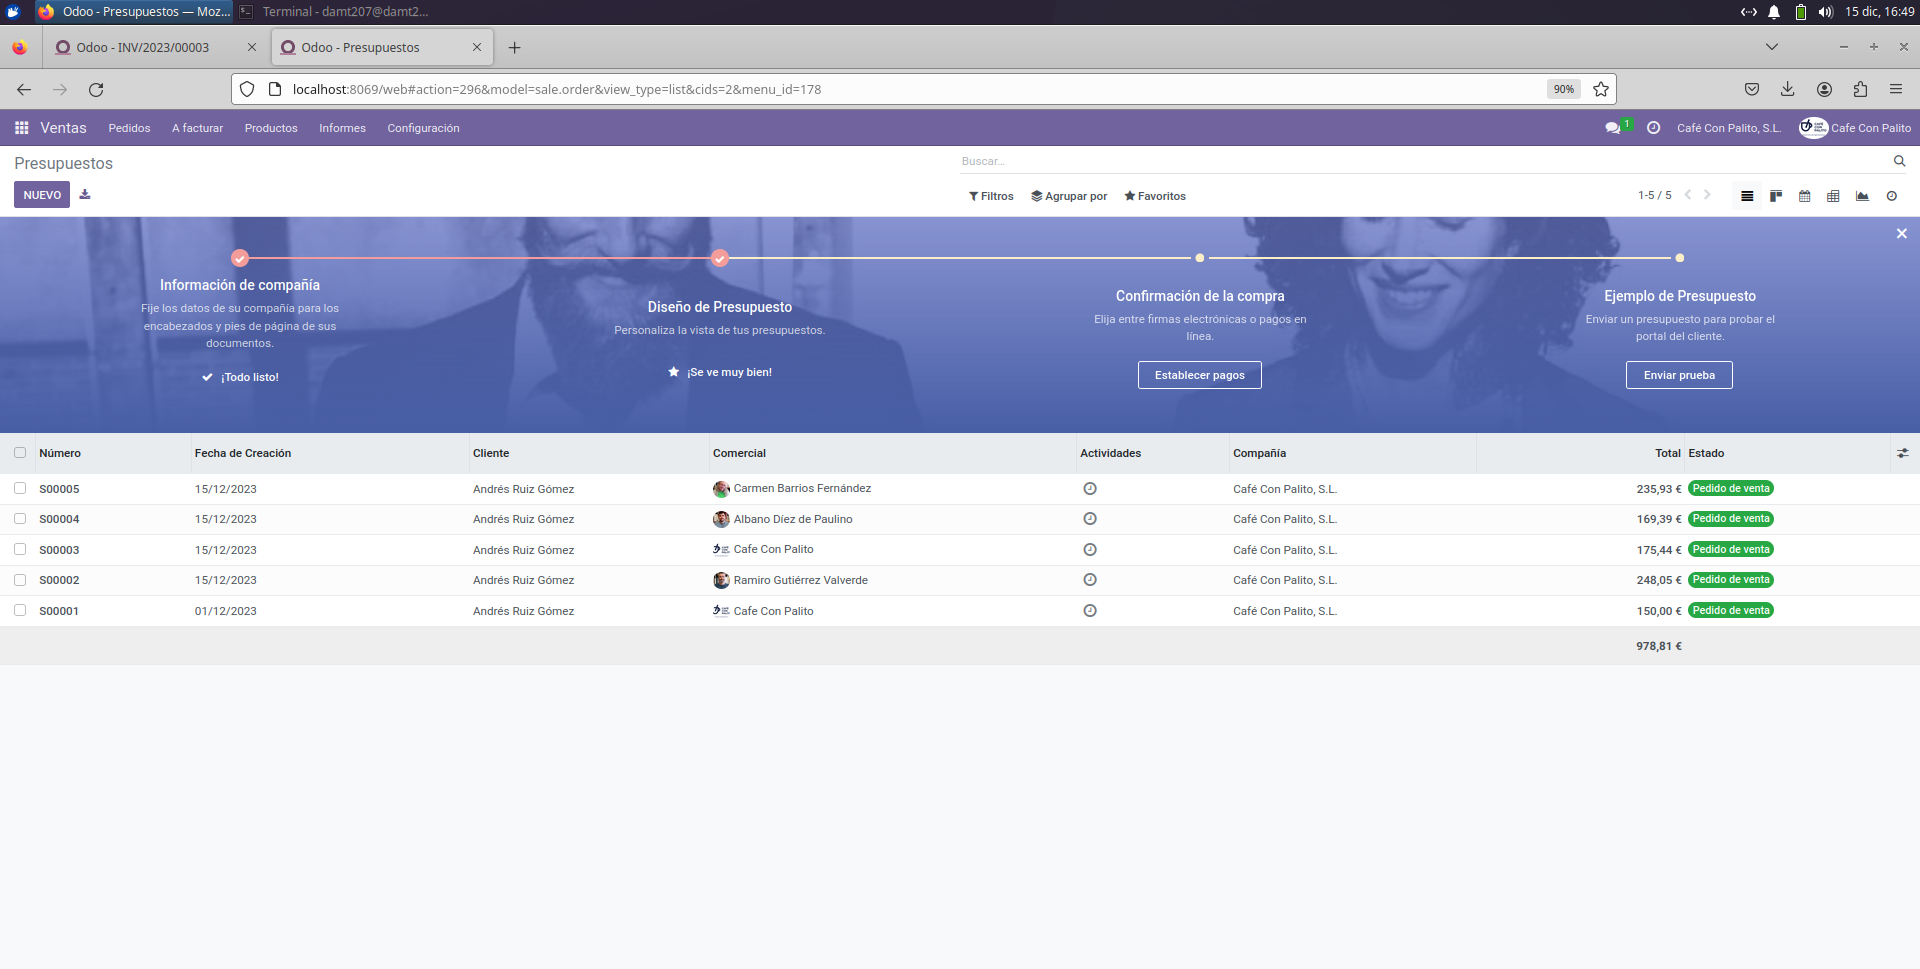 Odoo - Presupuestos — Moz...
Terminal - damt207@damt2...
15 dic, 16:49
Odoo - INV/2023/00003
Odoo - Presupuestos
localhost:8069/web#action=296&model=sale.order&view_type=list&cids=2&menu_id=178
90%
Ventas
Pedidos
A facturar
Productos
Informes
Configuración
1
Café Con Palito, S.L.
Cafe Con Palito
Presupuestos
Buscar...
NUEVO
Filtros
Agrupar por
Favoritos
1-5 / 5
Información de compañía
Fije los datos de su compañía para los
encabezados y pies de página de sus
documentos.
¡Todo listo!
Diseño de Presupuesto
Personaliza la vista de tus presupuestos.
¡Se ve muy bien!
Confirmación de la compra
Elija entre firmas electrónicas o pagos en
línea.
Establecer pagos
Ejemplo de Presupuesto
Enviar un presupuesto para probar el
portal del cliente.
Enviar prueba
Número Fecha de Creación Cliente Comercial Actividades Compañía Total Estado
S00005 15/12/2023 Andrés Ruiz Gómez Carmen Barrios Fernández Café Con Palito, S.L. 235,93 € Pedido de venta
S00004 15/12/2023 Andrés Ruiz Gómez Albano Díez de Paulino Café Con Palito, S.L. 169,39 € Pedido de venta
S00003 15/12/2023 Andrés Ruiz Gómez Cafe Con Palito Café Con Palito, S.L. 175,44 € Pedido de venta
S00002 15/12/2023 Andrés Ruiz Gómez Ramiro Gutiérrez Valverde Café Con Palito, S.L. 248,05 € Pedido de venta
S00001 01/12/2023 Andrés Ruiz Gómez Cafe Con Palito Café Con Palito, S.L. 150,00 € Pedido de venta
978,81 €